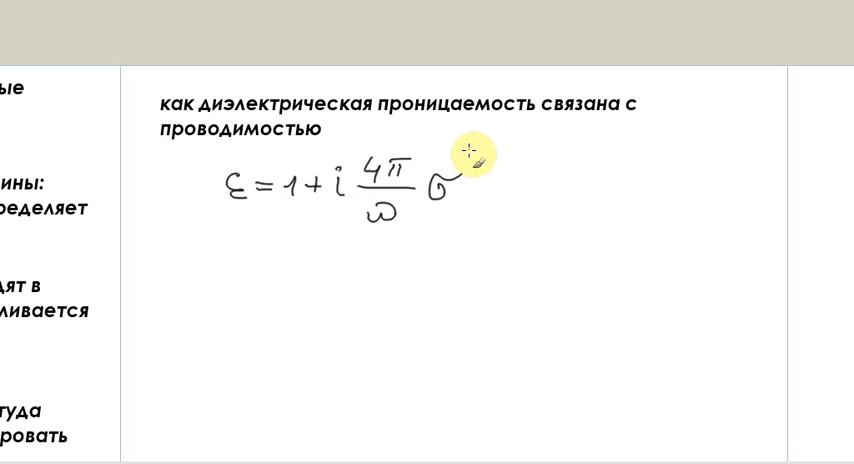 ые
как диэлектрическая проницаемость связана с
проводимостью
ε = 1 + i 4π/ω σ
ины:
ределяет
дят в
ливается
туда
ровать